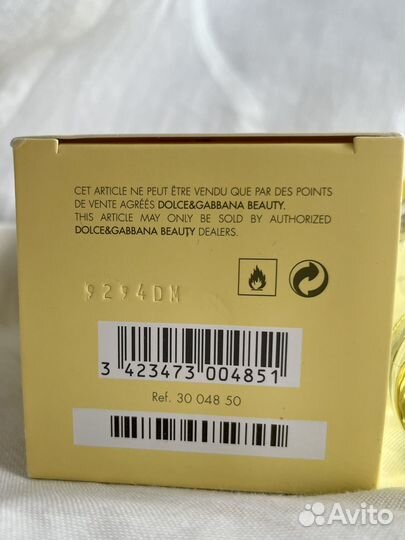 CET ARTICLE NE PEUT ÊTRE VENDU QUE PAR DES POINTS
DE VENTE AGRÉÉS DOLCE&GABBANA BEAUTY.
THIS ARTICLE MAY ONLY BE SOLD BY AUTHORIZED
DOLCE&GABBANA BEAUTY DEALERS.
9294DM
3 423473 004851
Ref. 30 048 50
Avito